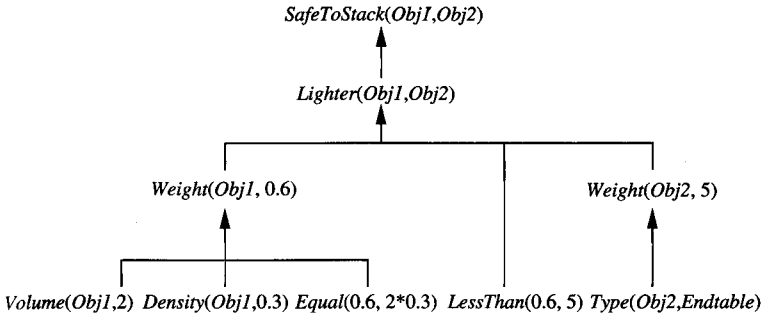 SafeToStack(Obj1,Obj2)
Lighter(Obj1,Obj2)
Weight(Obj1, 0.6) Weight(Obj2, 5)
Volume(Obj1,2) Density(Obj1,0.3) Equal(0.6, 2*0.3) LessThan(0.6, 5) Type(Obj2,Endtable)